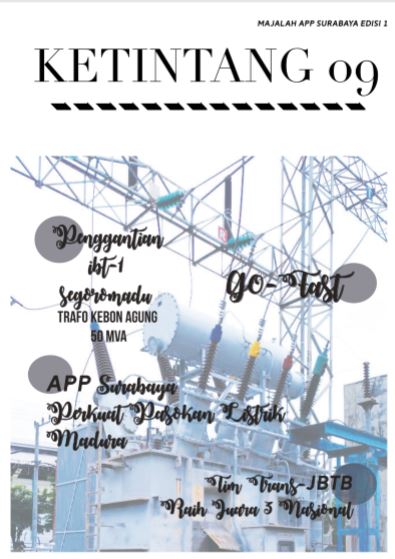 MAJALAH APP SURABAYA EDISI 1
KETINTANG 09
Penggantian
ibt-1
Segoromadu
TRAFO KEBON AGUNG
50 MVA
GO-Fast
APP Surabaya
Perkuat Pasokan Listrik
Madura
Tim Trans-JBTB
Raih Juara 3 Nasional